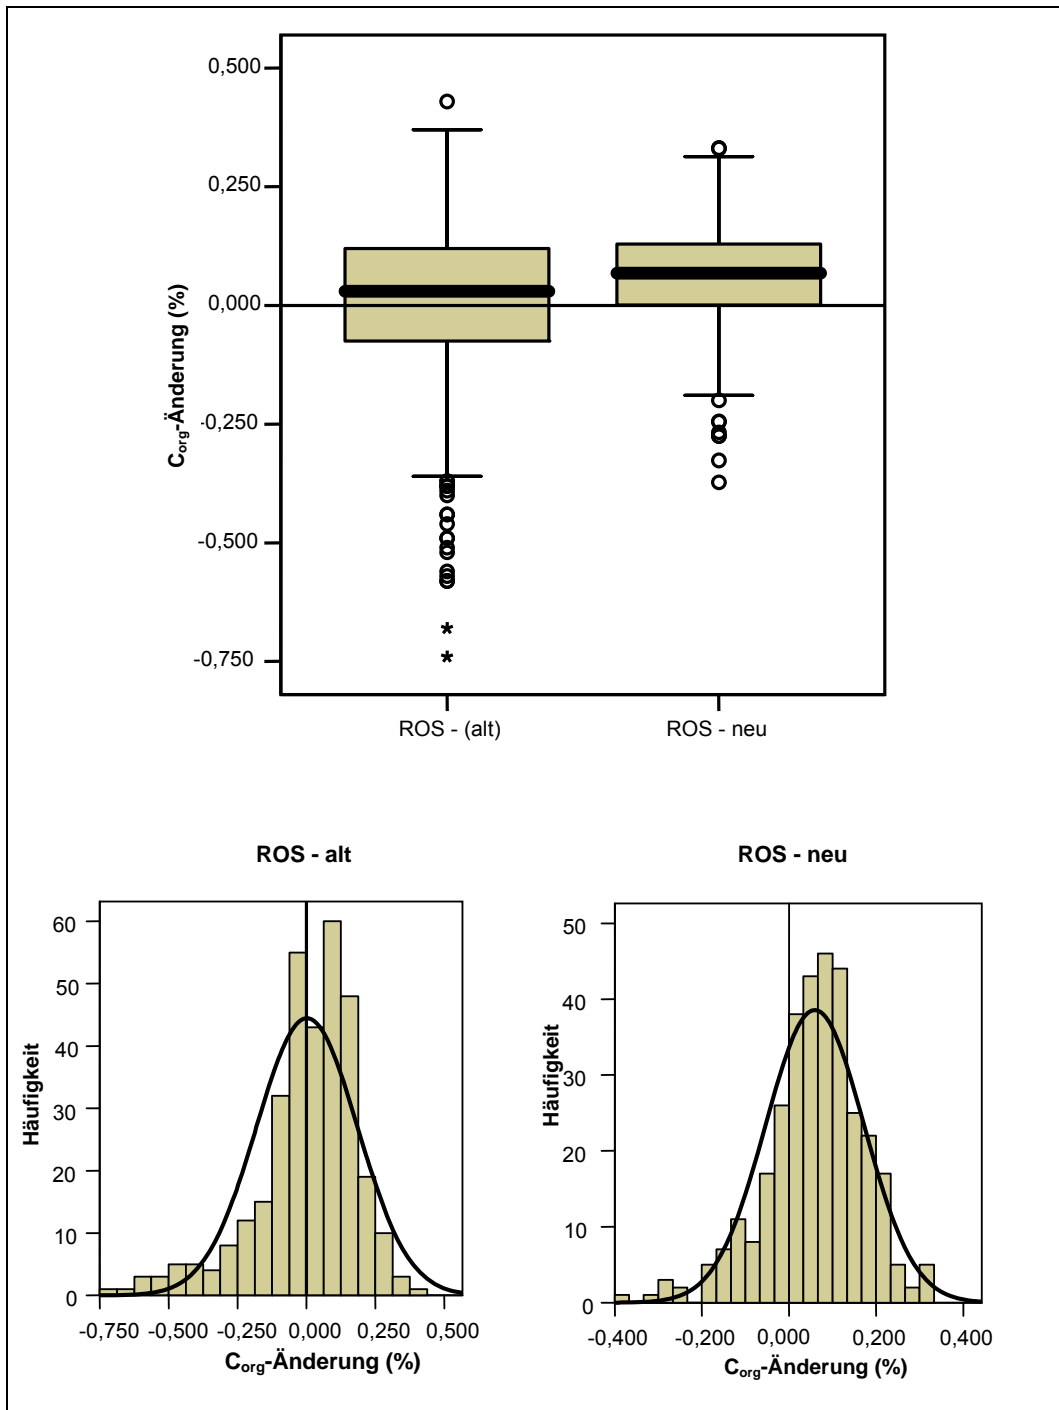 0,500
0,250
0,000
-0,250
-0,500
-0,750
Corg-Änderung (%)
ROS - (alt) ROS - neu
ROS - alt
60
50
40
30
20
10
0
Häufigkeit
-0,750 -0,500 -0,250 0,000 0,250 0,500
Corg-Änderung (%)
ROS - neu
50
40
30
20
10
0
Häufigkeit
-0,400 -0,200 0,000 0,200 0,400
Corg-Änderung (%)